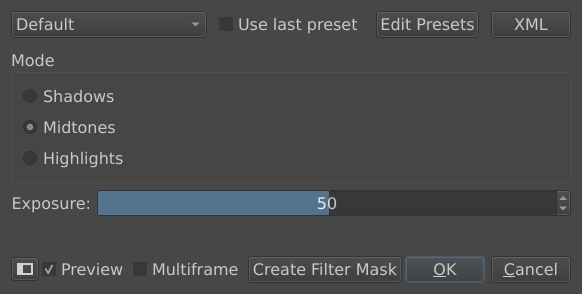 Default Use last preset Edit Presets XML
Mode
Shadows
Midtones
Highlights
Exposure: 50
Preview Multiframe Create Filter Mask OK Cancel